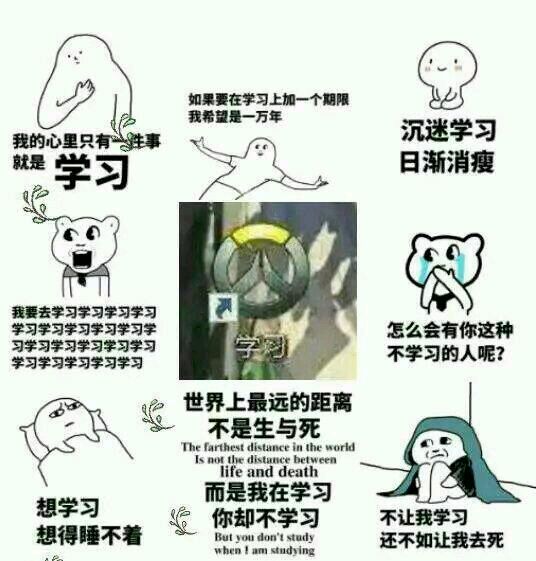 我的心里只有一件事
就是 学习
如果要在学习上加一个期限
我希望是一万年
沉迷学习
日渐消瘦
我要去学习学习学习学习
学习学习学习学习学习学
习学习学习学习学习学习
学习学习学习学习学习
学习
怎么会有你这种
不学习的人呢?
想学习
想得睡不着
世界上最远的距离
不是生与死
The farthest distance in the world
Is not the distance between
life and death
而是我在学习
你却不学习
But you don't study
when I am studying
不让我学习
还不如让我去死